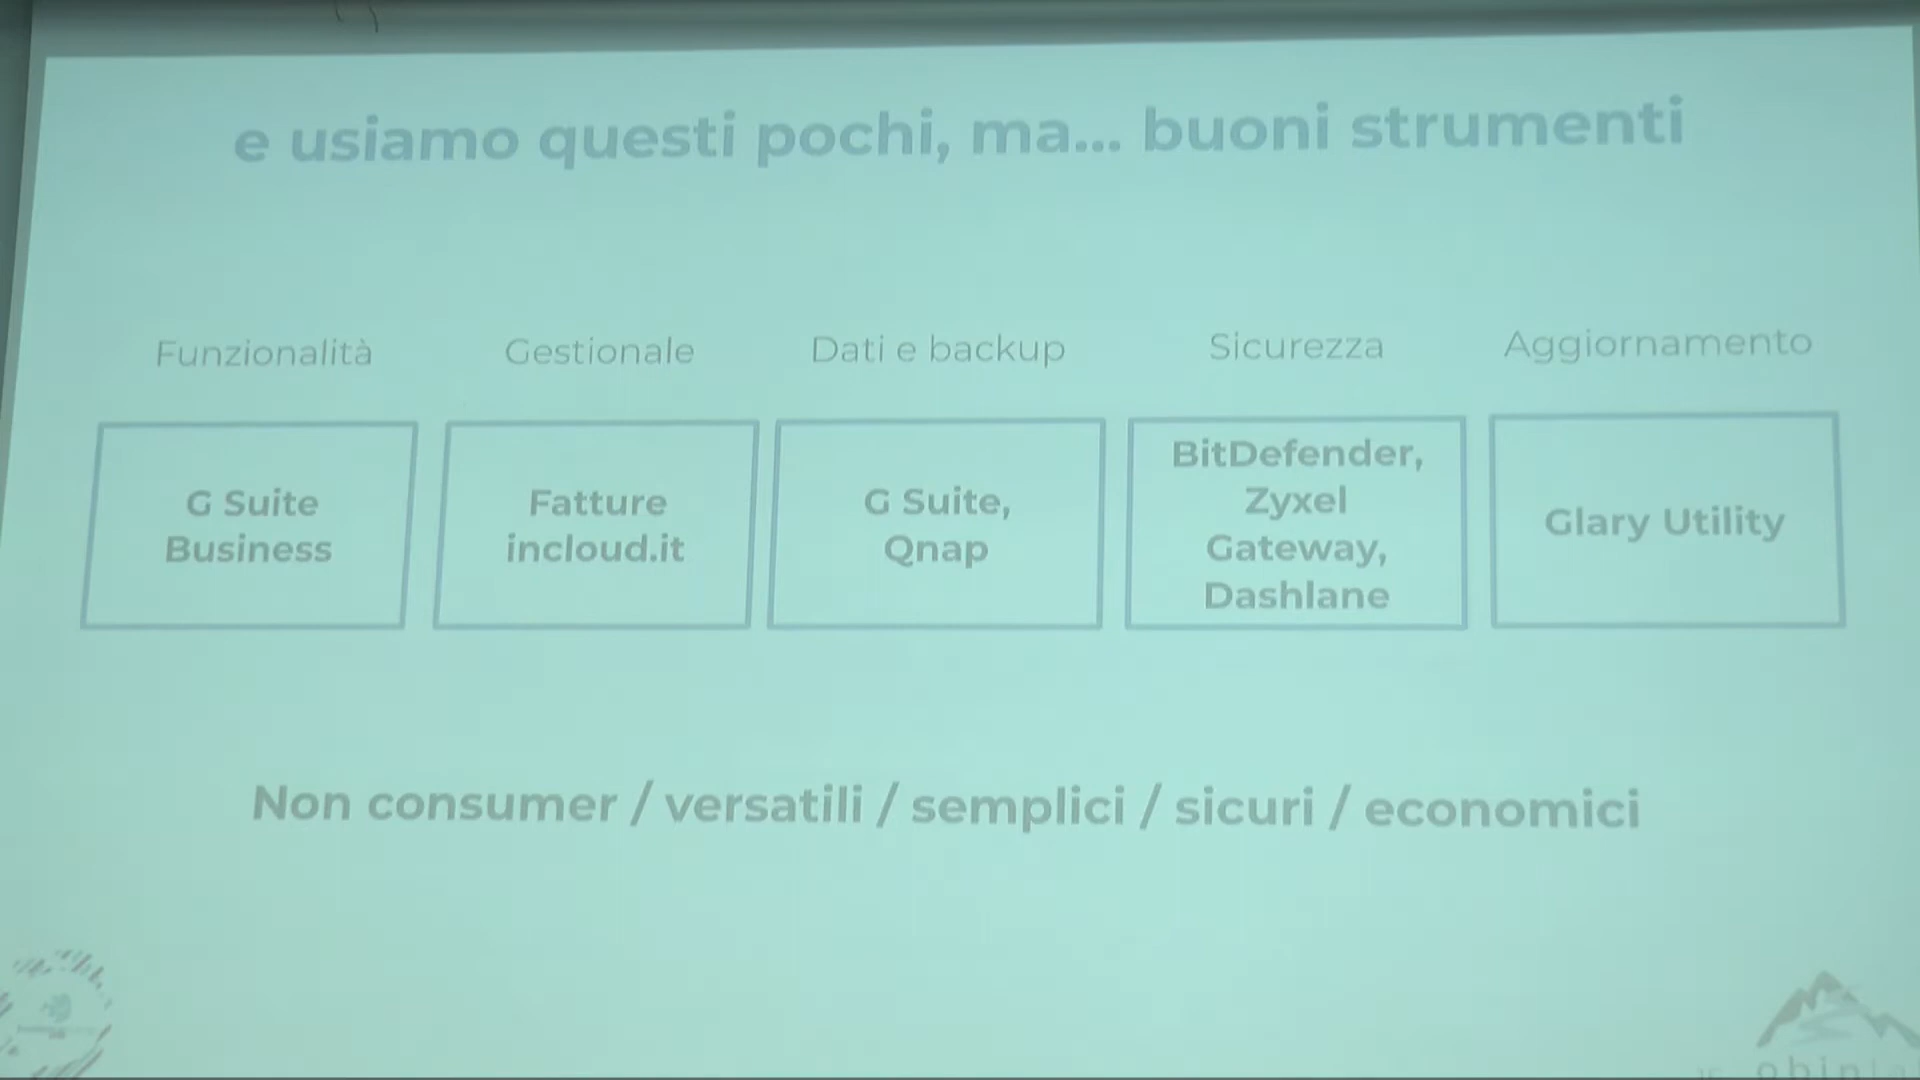 e usiamo questi pochi, ma... buoni strumenti
Funzionalità
Gestionale
Dati e backup
Sicurezza
Aggiornamento
G Suite
Business
Fatture
incloud.it
G Suite,
Qnap
BitDefender,
Zyxel
Gateway,
Dashlane
Glary Utility
Non consumer / versatili / semplici / sicuri / economici